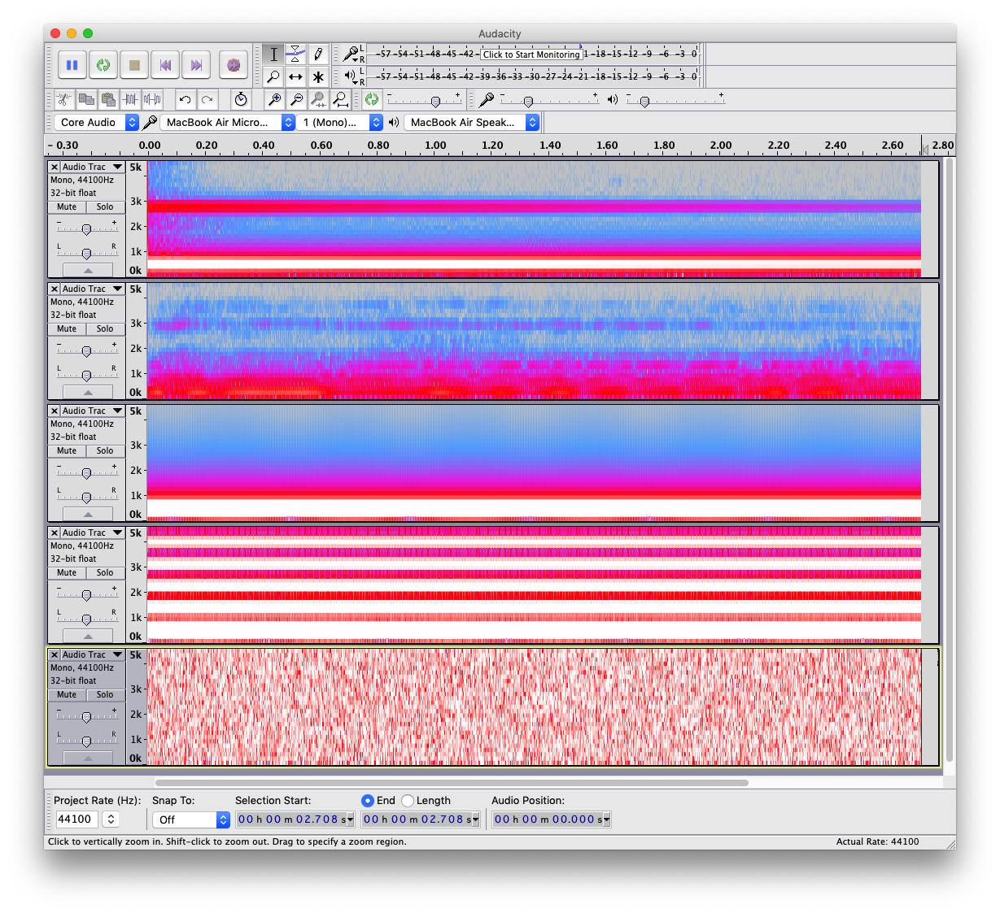 Audacity
L
R
-57 -54 -51 -48 -45 -42 - Click to Start Monitoring 1 -18 -15 -12 -9 -6 -3 0
L
R
-57 -54 -51 -48 -45 -42 -39 -36 -33 -30 -27 -24 -21 -18 -15 -12 -9 -6 -3 0
- + - + - +
Core Audio MacBook Air Micro... 1 (Mono)... MacBook Air Speak...
- 0.30 0.00 0.20 0.40 0.60 0.80 1.00 1.20 1.40 1.60 1.80 2.00 2.20 2.40 2.60 2.80
Audio Trac 5k
Mono, 44100Hz
32-bit float
3k
Mute Solo
- +
2k
L R
1k
0k
Audio Trac 5k
Mono, 44100Hz
32-bit float
3k
Mute Solo
- +
2k
L R
1k
0k
Audio Trac 5k
Mono, 44100Hz
32-bit float
3k
Mute Solo
- +
2k
L R
1k
0k
Audio Trac 5k
Mono, 44100Hz
32-bit float
3k
Mute Solo
- +
2k
L R
1k
0k
Audio Trac 5k
Mono, 44100Hz
32-bit float
3k
Mute Solo
- +
2k
L R
1k
0k
Project Rate (Hz): Snap To: Selection Start: End Length Audio Position:
44100 Off 00 h 00 m 02.708 s 00 h 00 m 02.708 s 00 h 00 m 00.000 s
Click to vertically zoom in. Shift-click to zoom out. Drag to specify a zoom region. Actual Rate: 44100